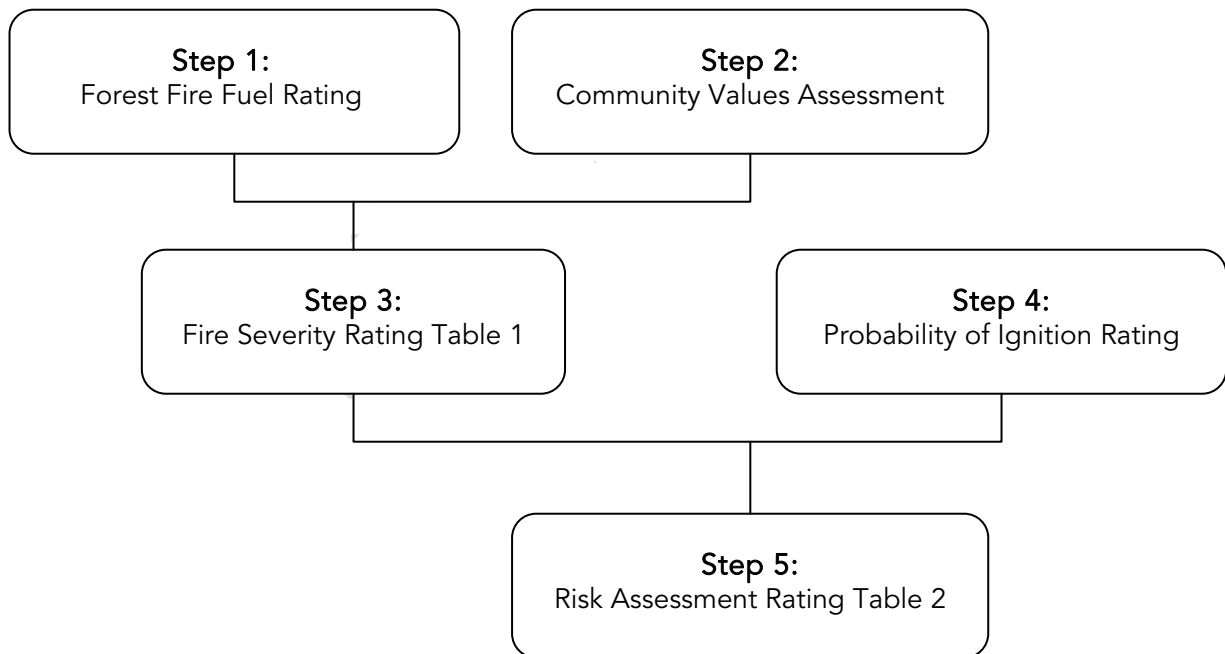 Step 1:
Forest Fire Fuel Rating
Step 2:
Community Values Assessment
Step 3:
Fire Severity Rating Table 1
Step 4:
Probability of Ignition Rating
Step 5:
Risk Assessment Rating Table 2